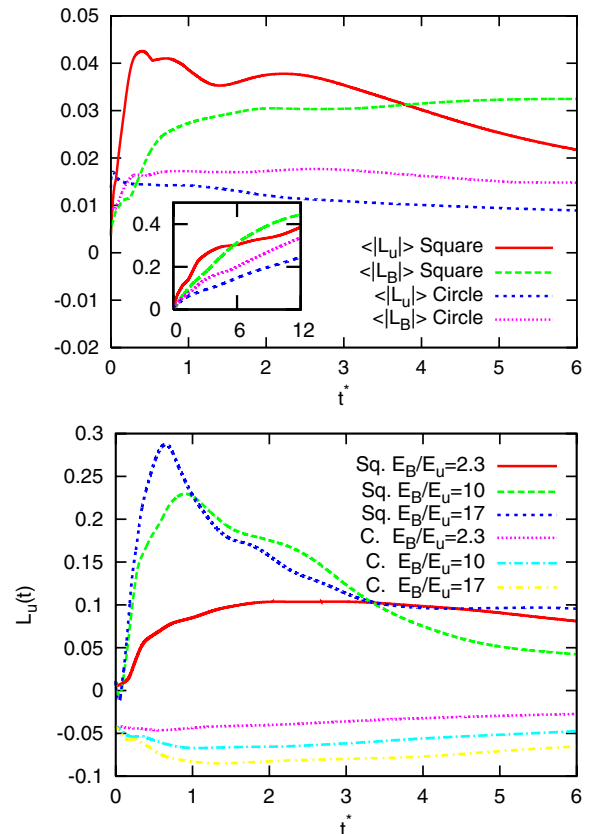 0.05
0.04
0.03
0.02
0.01
0
-0.01
-0.02
0 1 2 3 4 5 6
t*
0.4
0.2
0
0 6 12
<|L_u|> Square
<|L_B|> Square
<|L_u|> Circle
<|L_B|> Circle
0.3
0.25
0.2
0.15
0.1
0.05
0
-0.05
-0.1
0 1 2 3 4 5 6
L_u(t)
t*
Sq. E_B/E_u=2.3
Sq. E_B/E_u=10
Sq. E_B/E_u=17
C. E_B/E_u=2.3
C. E_B/E_u=10
C. E_B/E_u=17